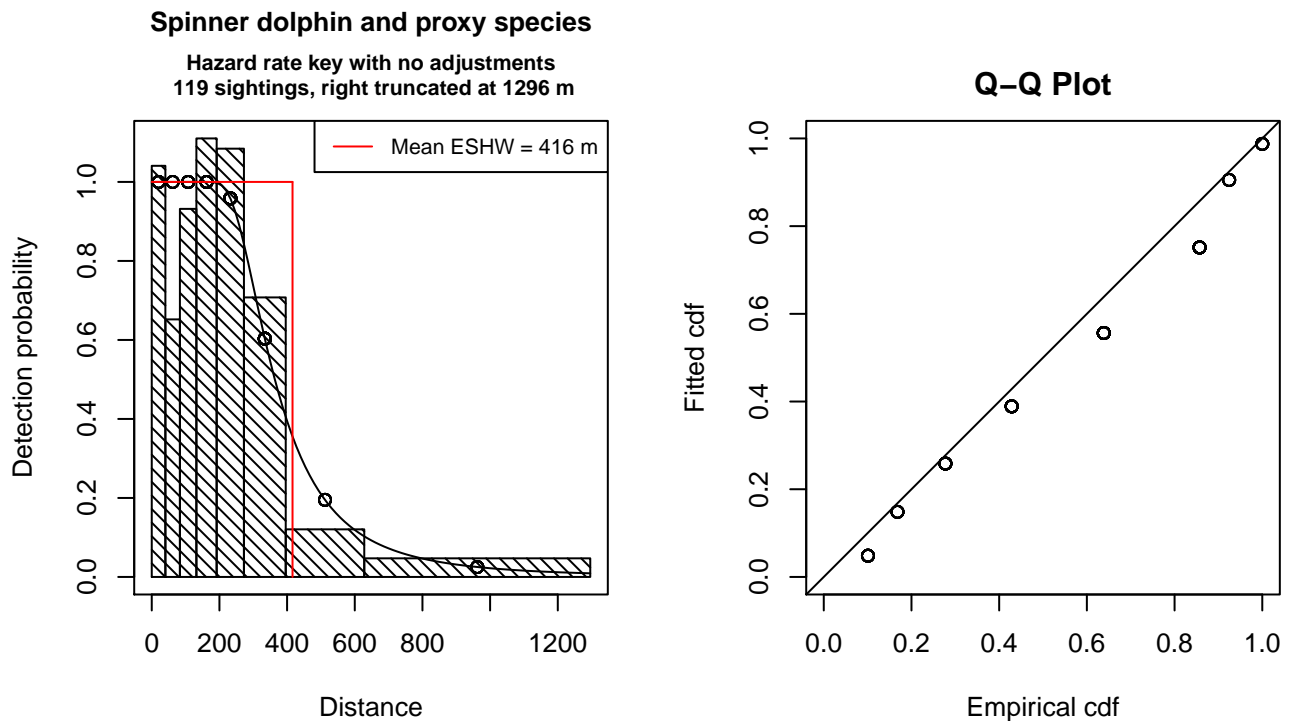 Spinner dolphin and proxy species
Hazard rate key with no adjustments
119 sightings, right truncated at 1296 m
Mean ESHW = 416 m
Detection probability
0.0 0.2 0.4 0.6 0.8 1.0
0 200 400 600 800 1200
Distance
Q−Q Plot
Fitted cdf
0.0 0.2 0.4 0.6 0.8 1.0
0.0 0.2 0.4 0.6 0.8 1.0
Empirical cdf